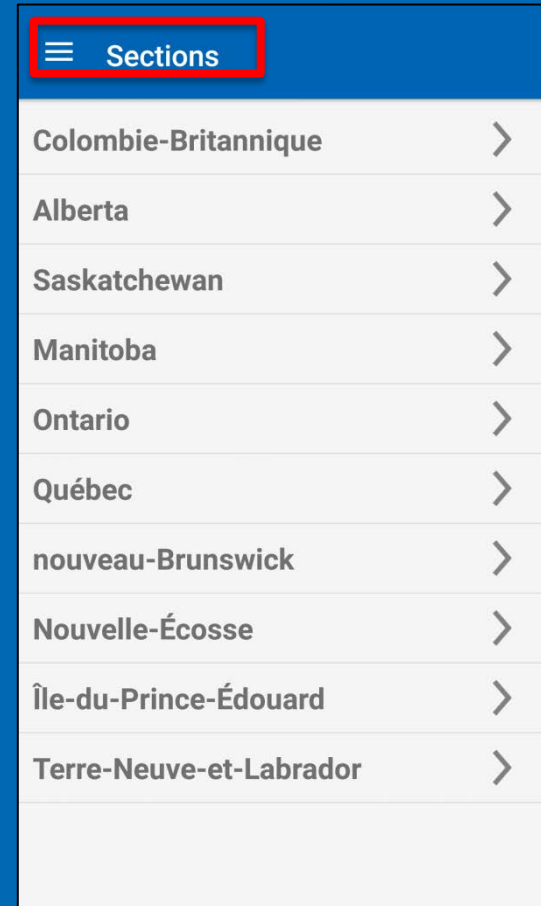 Sections
Colombie-Britannique
Alberta
Saskatchewan
Manitoba
Ontario
Québec
nouveau-Brunswick
Nouvelle-Écosse
Île-du-Prince-Édouard
Terre-Neuve-et-Labrador